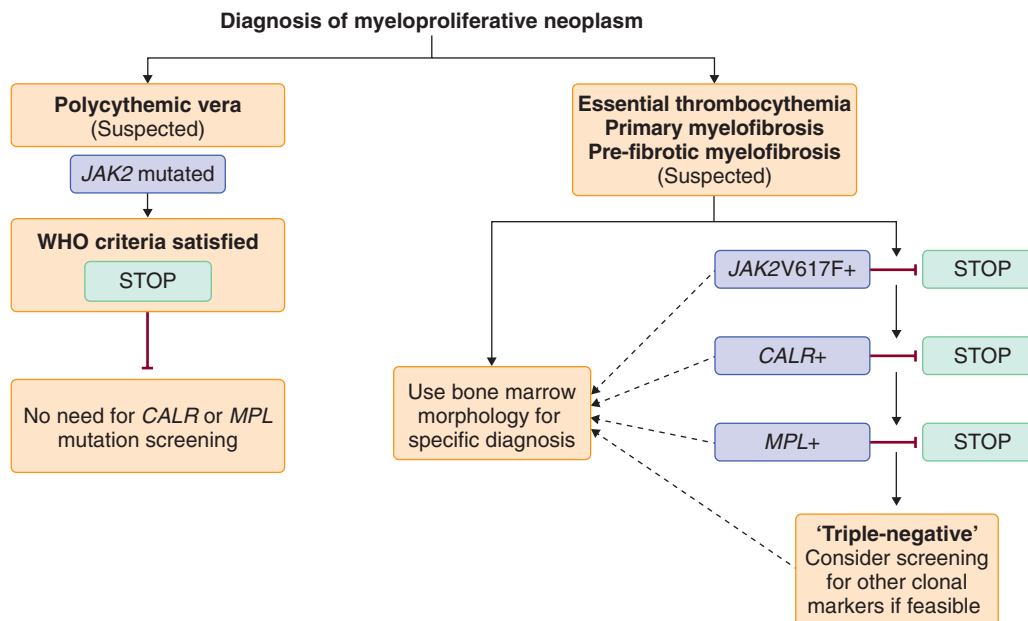 Diagnosis of myeloproliferative neoplasm
Polycythemic vera
(Suspected)
JAK2 mutated
WHO criteria satisfied
STOP
No need for CALR or MPL
mutation screening
Essential thrombocythemia
Primary myelofibrosis
Pre-fibrotic myelofibrosis
(Suspected)
JAK2V617F+
STOP
CALR+
STOP
Use bone marrow
morphology for
specific diagnosis
MPL+
STOP
'Triple-negative'
Consider screening
for other clonal
markers if feasible